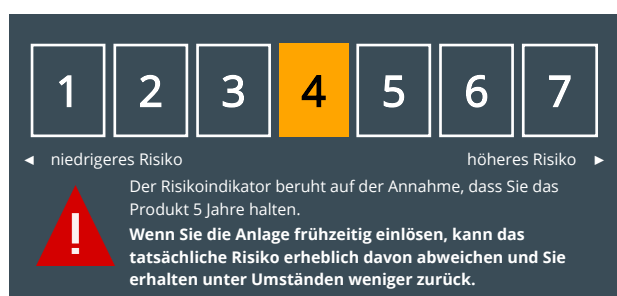 1 2 3 4 5 6 7
◄ niedrigeres Risiko höheres Risiko ►
Der Risikoindikator beruht auf der Annahme, dass Sie das
Produkt 5 Jahre halten.
Wenn Sie die Anlage frühzeitig einlösen, kann das
tatsächliche Risiko erheblich davon abweichen und Sie
erhalten unter Umständen weniger zurück.
!